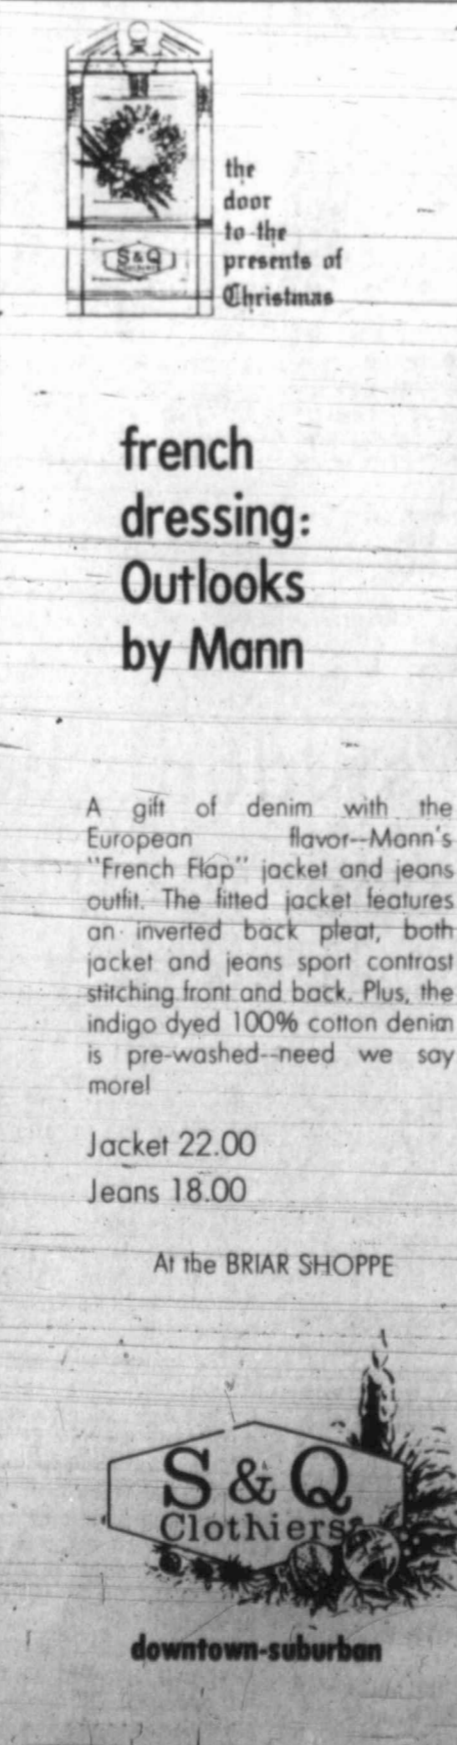 the
door
to the
presents of
Christmas
S&Q
Clothiers
french
dressing:
Outlooks
by Mann
A gift of denim with the
European flavor--Mann's
"French Flap" jacket and jeans
outfit. The fitted jacket features
an inverted back pleat, both
jacket and jeans sport contrast
stitching front and back. Plus, the
indigo dyed 100% cotton denim
is pre-washed--need we say
more!
Jacket 22.00
Jeans 18.00
At the BRIAR SHOPPE
S & Q
Clothiers
downtown-suburban